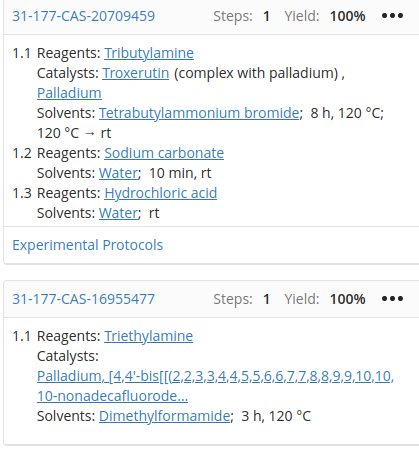 31-177-CAS-20709459 Steps: 1 Yield: 100% •••
1.1 Reagents: Tributylamine
Catalysts: Troxerutin (complex with palladium) ,
Palladium
Solvents: Tetrabutylammonium bromide; 8 h, 120 °C;
120 °C → rt
1.2 Reagents: Sodium carbonate
Solvents: Water; 10 min, rt
1.3 Reagents: Hydrochloric acid
Solvents: Water; rt
Experimental Protocols
31-177-CAS-16955477 Steps: 1 Yield: 100% •••
1.1 Reagents: Triethylamine
Catalysts:
Palladium, [4,4'-bis[[(2,2,3,3,4,4,5,5,6,6,7,7,8,8,9,9,10,10,
10-nonadecafluorode...
Solvents: Dimethylformamide; 3 h, 120 °C